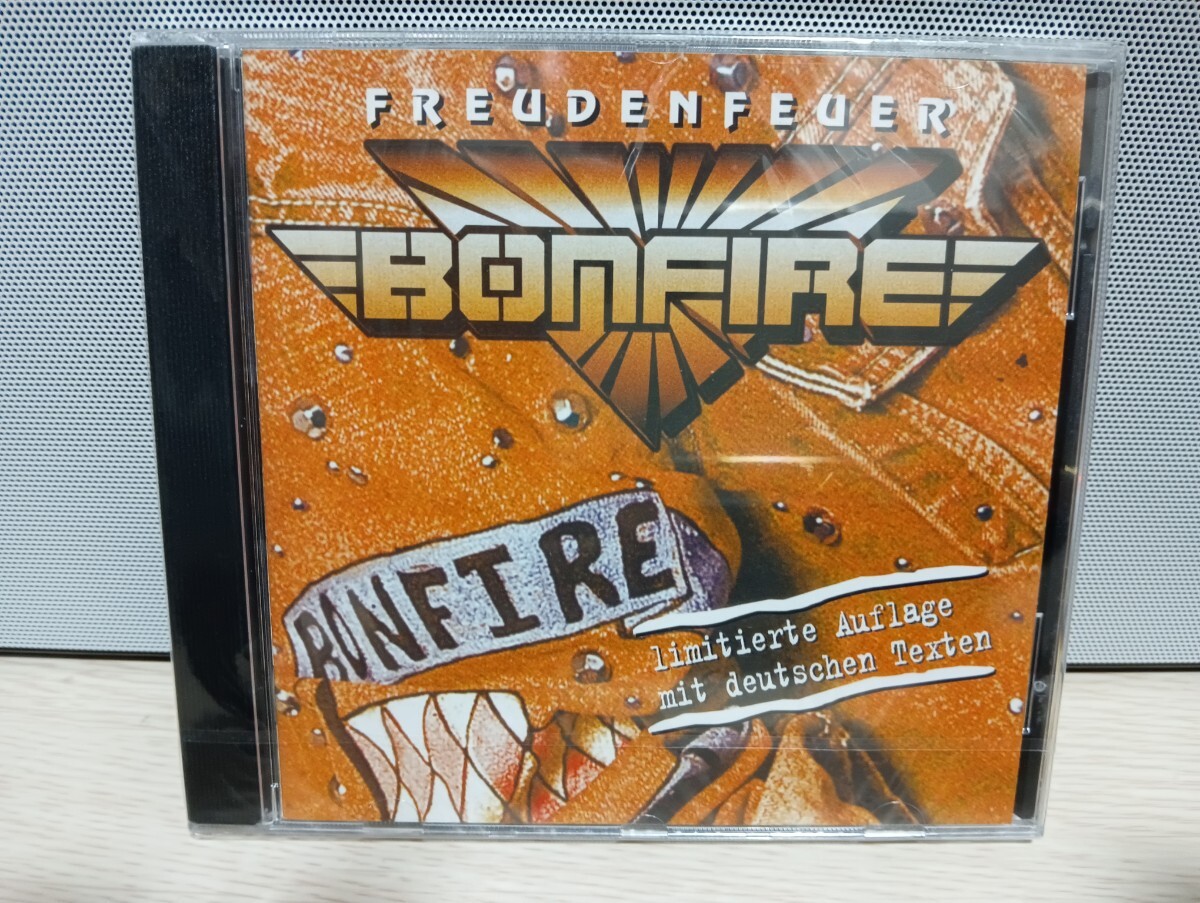 FREUDENFEUER
BONFIRE
BONFIRE
limitierte Auflage
mit deutschen Texten